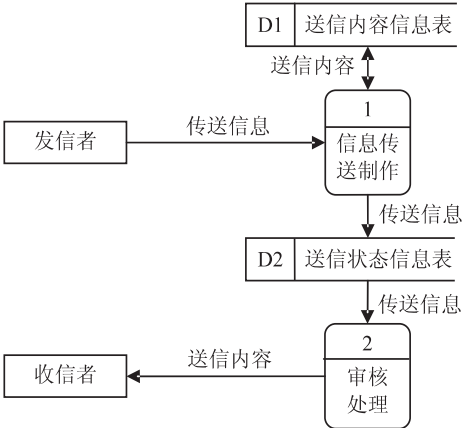 D1 送信内容信息表
送信内容
1
发信者
传送信息
信息传
送制作
传送信息
D2 送信状态信息表
传送信息
2
收信者
送信内容
审核
处理